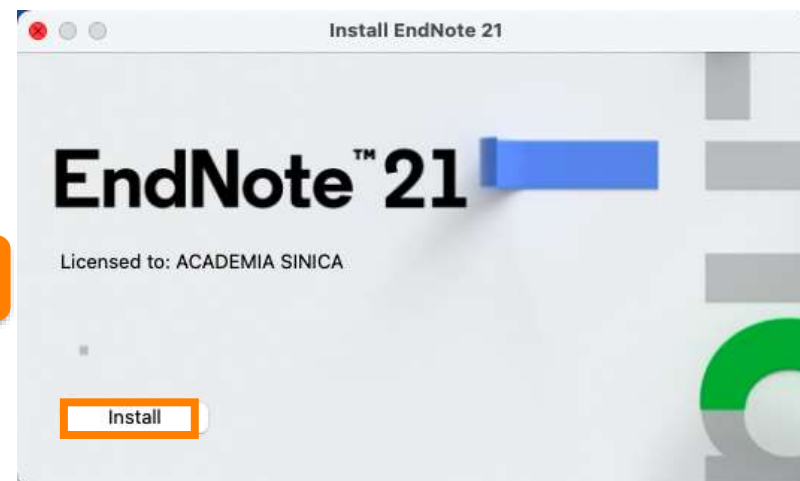 Install EndNote 21
EndNote™ 21
Licensed to: ACADEMIA SINICA
Install